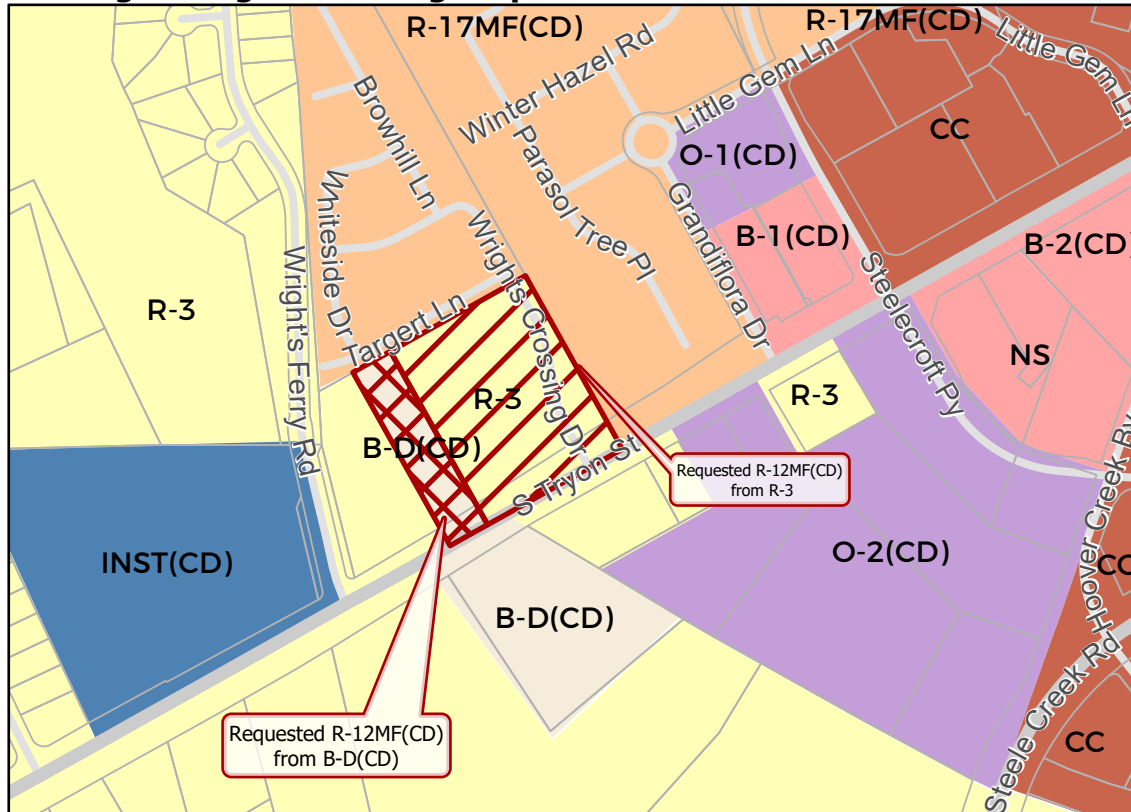 R-17MF(CD)
R-17MF(CD)
Little Gem Ln
Winter Hazel Rd
Little Gem Ln
Browhill Ln
CC
Parasol Tree Pl
O-1(CD)
Whiteside Dr
Grandiflora Dr
B-1(CD)
B-2(CD)
Wright's Ferry Rd
Wrights Crossing Dr
Steelecroft Py
R-3
Targert Ln
NS
R-3
R-3
B-D(CD)
S Tryon St
Requested R-12MF(CD)
from R-3
Hoover Creek Bv
INST(CD)
O-2(CD)
CC
B-D(CD)
Steele Creek Rd
Requested R-12MF(CD)
from B-D(CD)
CC